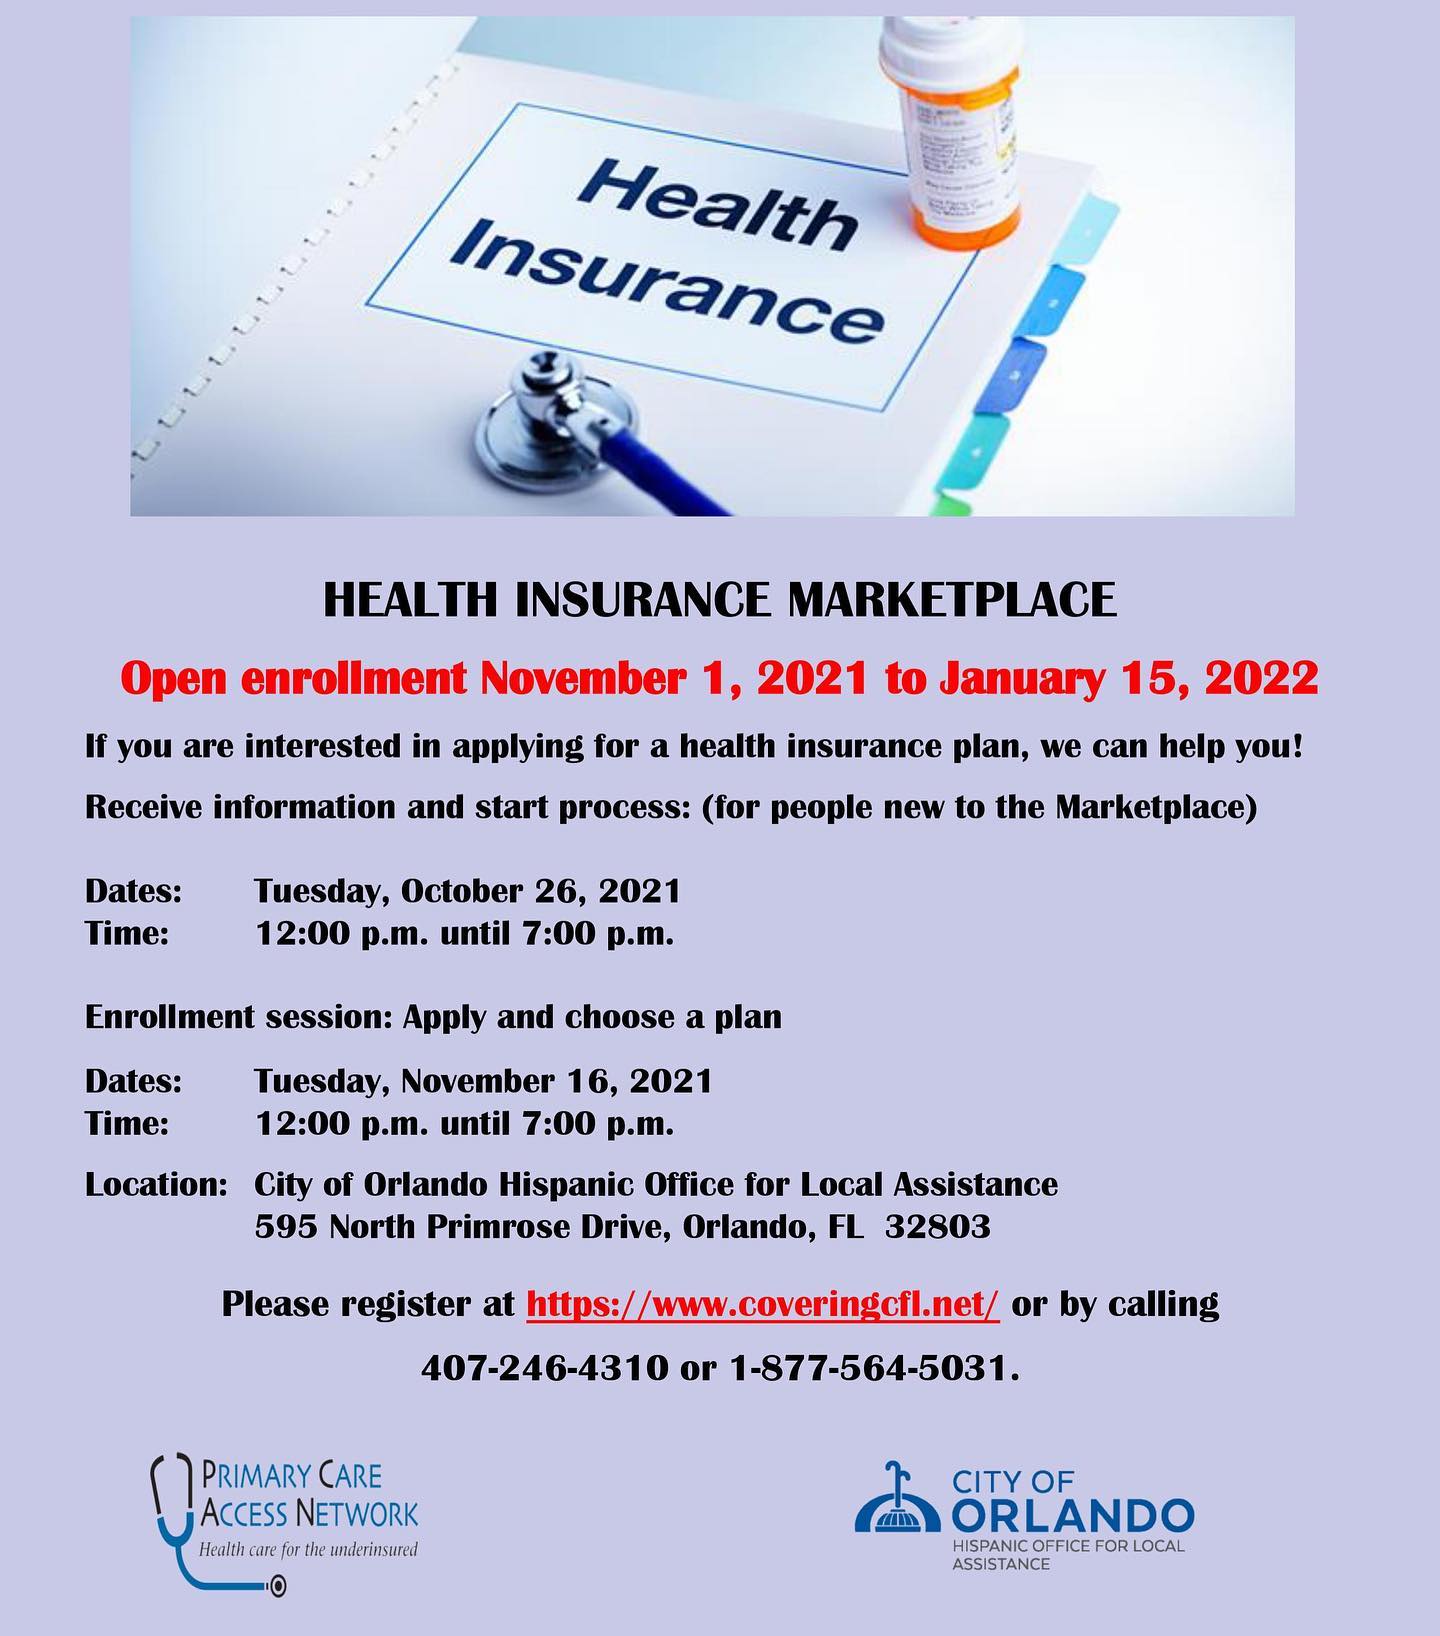 Health
Insurance
HEALTH INSURANCE MARKETPLACE
Open enrollment November 1, 2021 to January 15, 2022
If you are interested in applying for a health insurance plan, we can help you!
Receive information and start process: (for people new to the Marketplace)
Dates: Tuesday, October 26, 2021
Time: 12:00 p.m. until 7:00 p.m.
Enrollment session: Apply and choose a plan
Dates: Tuesday, November 16, 2021
Time: 12:00 p.m. until 7:00 p.m.
Location: City of Orlando Hispanic Office for Local Assistance
595 North Primrose Drive, Orlando, FL 32803
Please register at https://www.coveringcfl.net/ or by calling
407-246-4310 or 1-877-564-5031.
PRIMARY CARE
ACCESS NETWORK
Health care for the underinsured
CITY OF
ORLANDO
HISPANIC OFFICE FOR LOCAL
ASSISTANCE